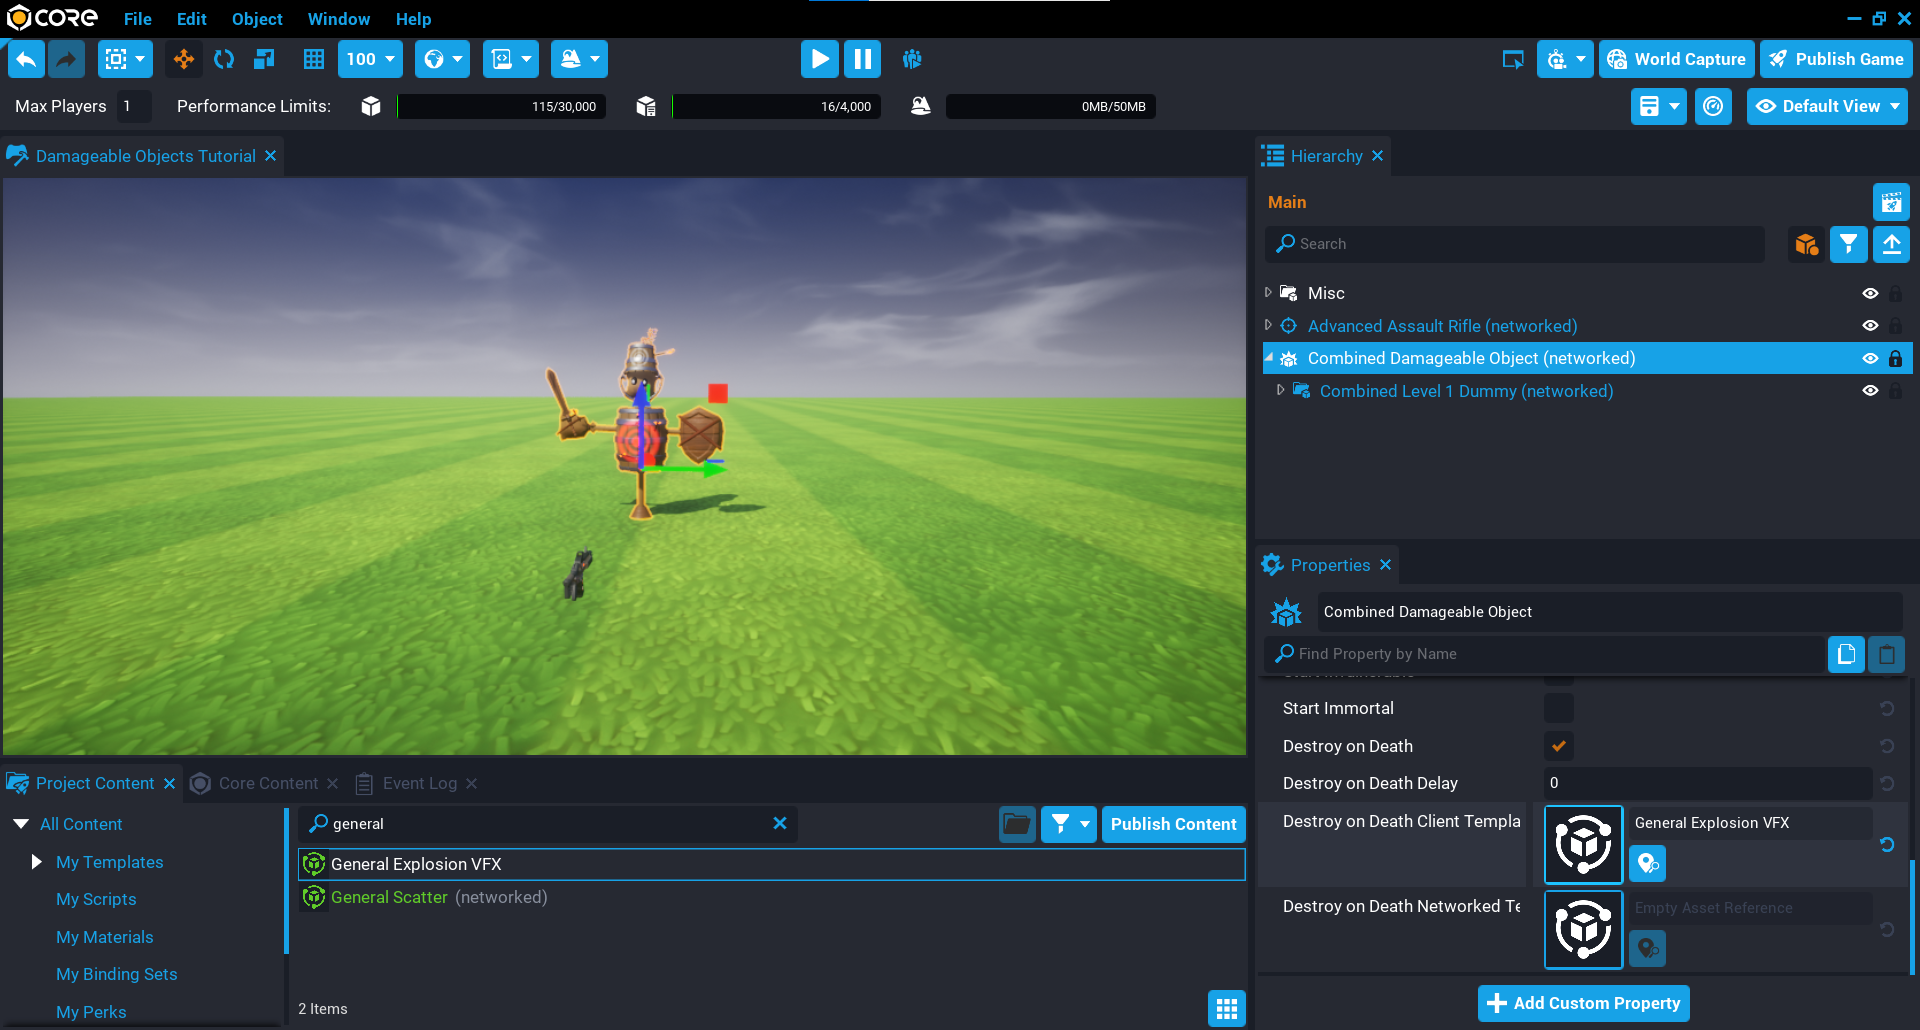 CORE
File
Edit
Object
Window
Help
100
World Capture
Publish Game
Max Players
1
Performance Limits:
115/30,000
16/4,000
0MB/50MB
Default View
Damageable Objects Tutorial
Hierarchy
Main
Search
Misc
Advanced Assault Rifle (networked)
Combined Damageable Object (networked)
Combined Level 1 Dummy (networked)
Properties
Combined Damageable Object
Find Property by Name
Start Immortal
Destroy on Death
Destroy on Death Delay
0
Destroy on Death Client Templa
General Explosion VFX
Destroy on Death Networked Te
Empty Asset Reference
Add Custom Property
Project Content
Core Content
Event Log
All Content
My Templates
My Scripts
My Materials
My Binding Sets
My Perks
general
Publish Content
General Explosion VFX
General Scatter (networked)
2 Items